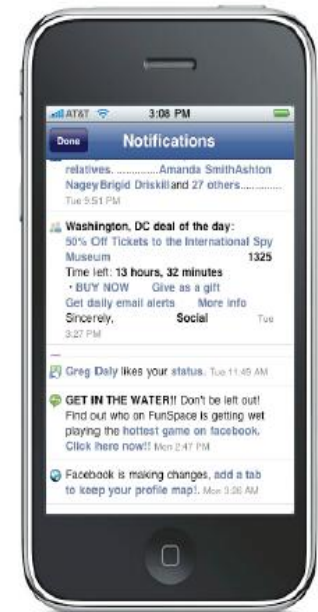 AT&T 3:08 PM
Done Notifications
relatives. ..............Amanda SmithAshton
Nagey Brigid Driskill and 27 others..............
Tue 9:51 PM
Washington, DC deal of the day:
50% Off Tickets to the International Spy
Museum 1325
Time left: 13 hours, 32 minutes
• BUY NOW Give as a gift
Get daily email alerts More info
Sincerely, Social Tue
3:27 PM
Greg Daly likes your status. Tue 11:49 AM
GET IN THE WATER!! Don't be left out!
Find out who on FunSpace is getting wet
playing the hottest game on facebook.
Click here now!! Mon 2:47 PM
Facebook is making changes, add a tab
to keep your profile map!. Mon 3:26 AM